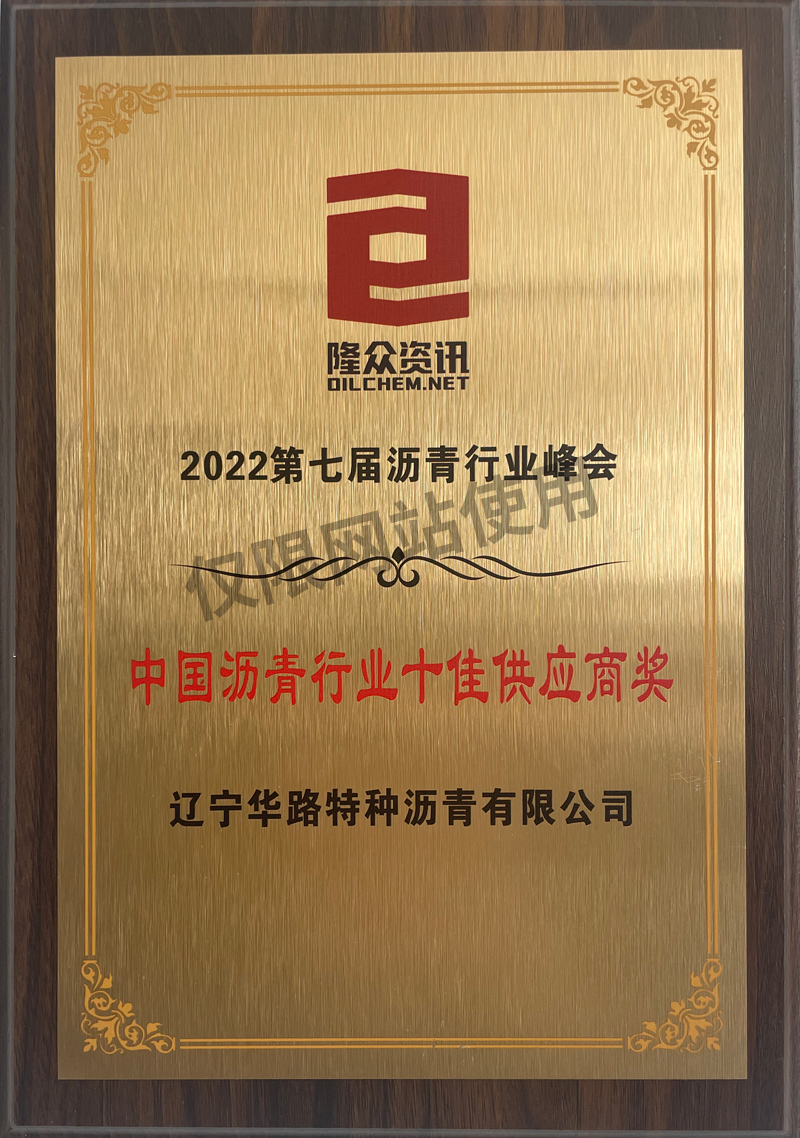 隆众资讯
OILCHEM.NET
2022第七届沥青行业峰会
仅限网站使用
中国沥青行业十佳供应商奖
辽宁华路特种沥青有限公司